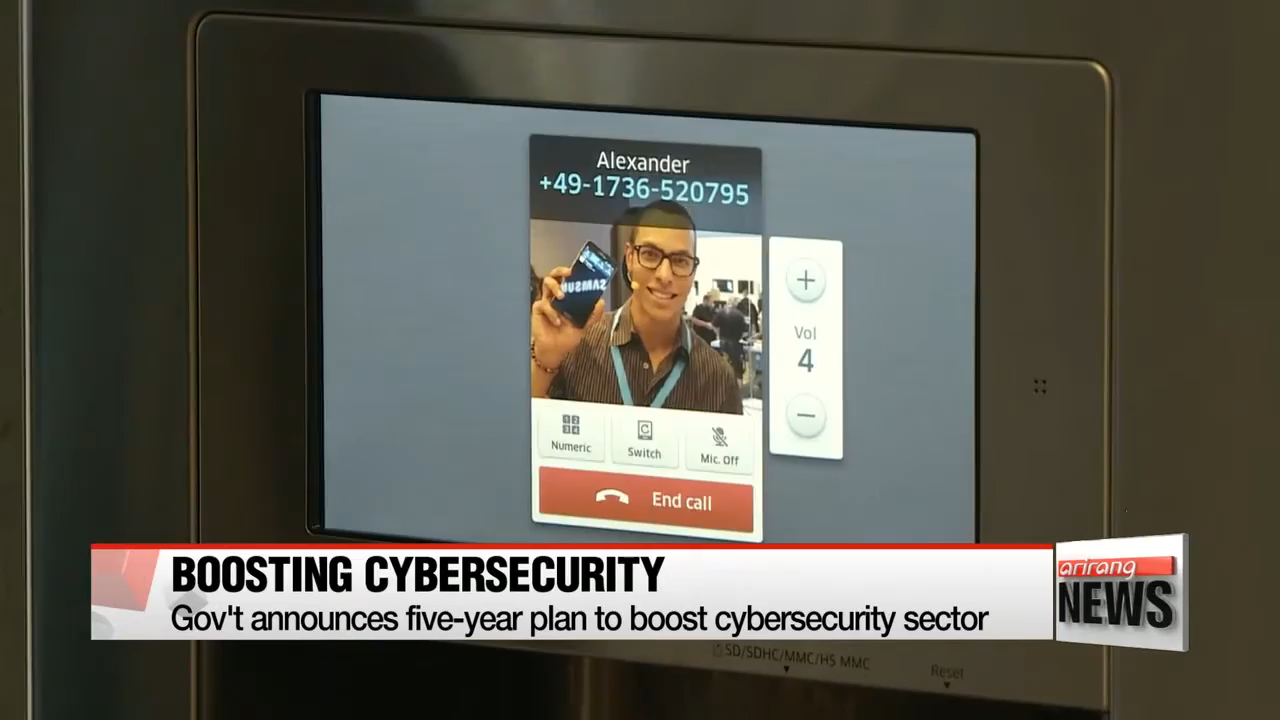 Alexander
+49-1736-520795
SAMSUNG
+
Vol
4
−
Numeric
Switch
Mic. Off
End call
BOOSTING CYBERSECURITY
Gov't announces five-year plan to boost cybersecurity sector
arirang
NEWS
SD/SDHC/MMC/HS MMC
Reset